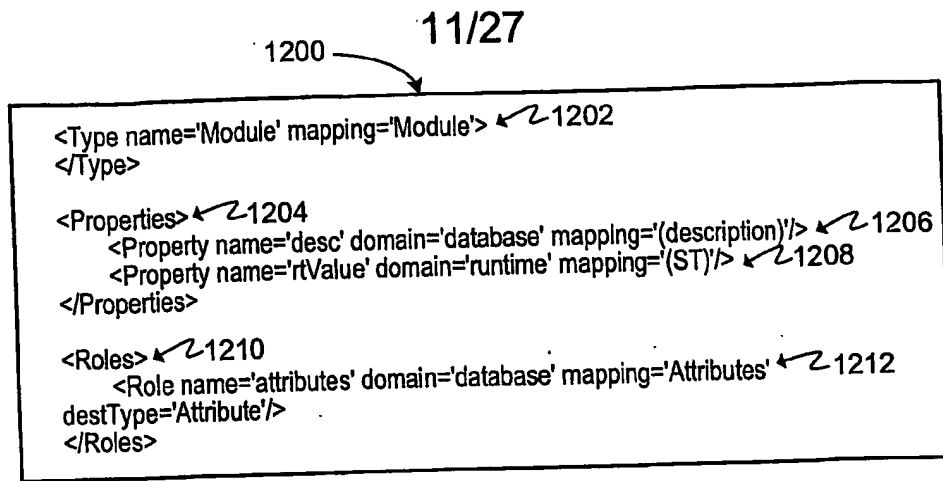 11/27
1200
<Type name='Module' mapping='Module'> 1202
</Type>
<Properties> 1204
<Property name='desc' domain='database' mapping='(description)'/> 1206
<Property name='rtValue' domain='runtime' mapping='(ST)'/> 1208
</Properties>
<Roles> 1210
<Role name='attributes' domain='database' mapping='Attributes' 1212
destType='Attribute'/>
</Roles>